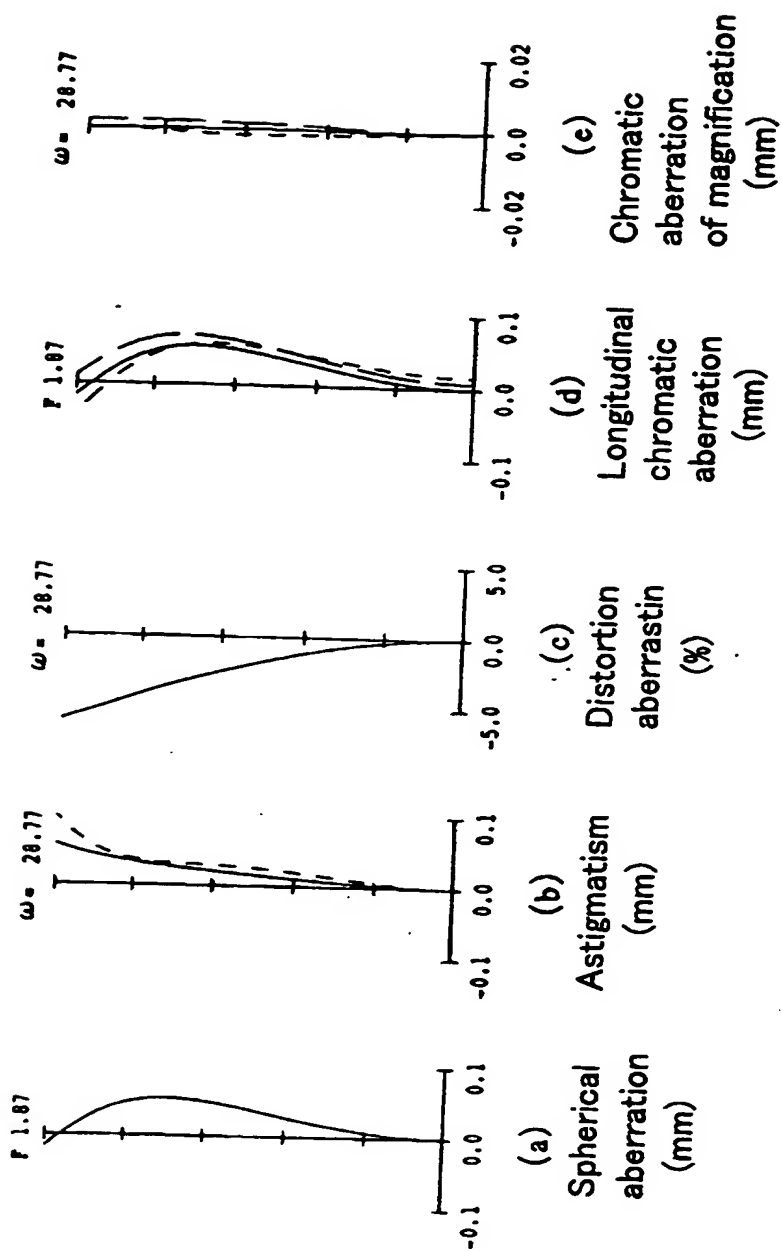 F 1.87
-0.1 0.0 0.1
(a)
Spherical
aberration
(mm)
ω= 28.77
-0.1 0.0 0.1
(b)
Astigmatism
(mm)
ω= 28.77
-5.0 0.0 5.0
(c)
Distortion
aberrastin
(%)
F 1.87
-0.1 0.0 0.1
(d)
Longitudinal
chromatic
aberration
(mm)
ω= 28.77
-0.02 0.0 0.02
(e)
Chromatic
aberration
of magnification
(mm)